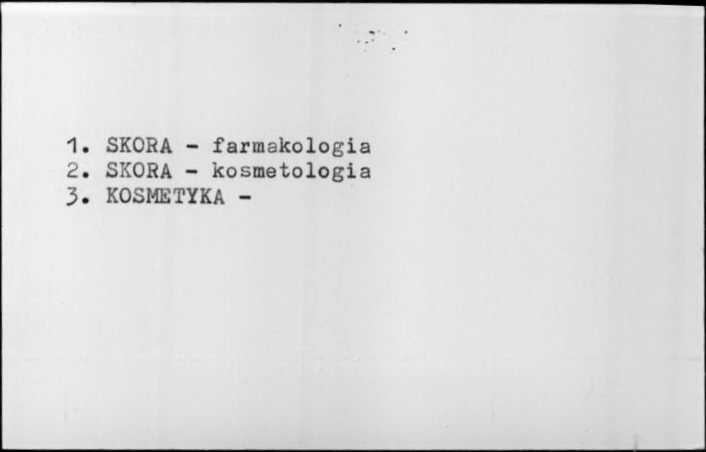 1. SKORA - farmakologia
2. SKORA - kosmetologia
3. KOSMETYKA -